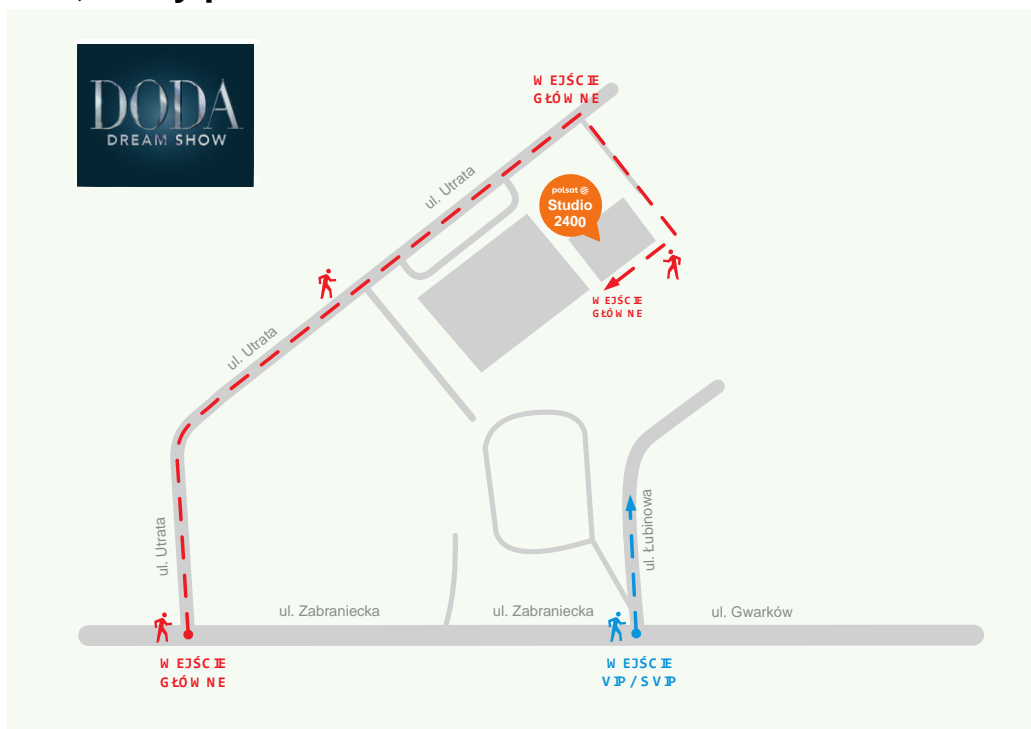 DODA
DREAM SHOW
WEJŚCIE
GŁÓWNE
ul. Utrata
polsat
Studio
2400
WEJŚCIE
GŁÓWNE
ul. Utrata
ul. Utrata
ul. Łubinowa
ul. Zabraniecka
ul. Zabraniecka
ul. Gwarków
WEJŚCIE
GŁÓWNE
WEJŚCIE
VIP / SVIP